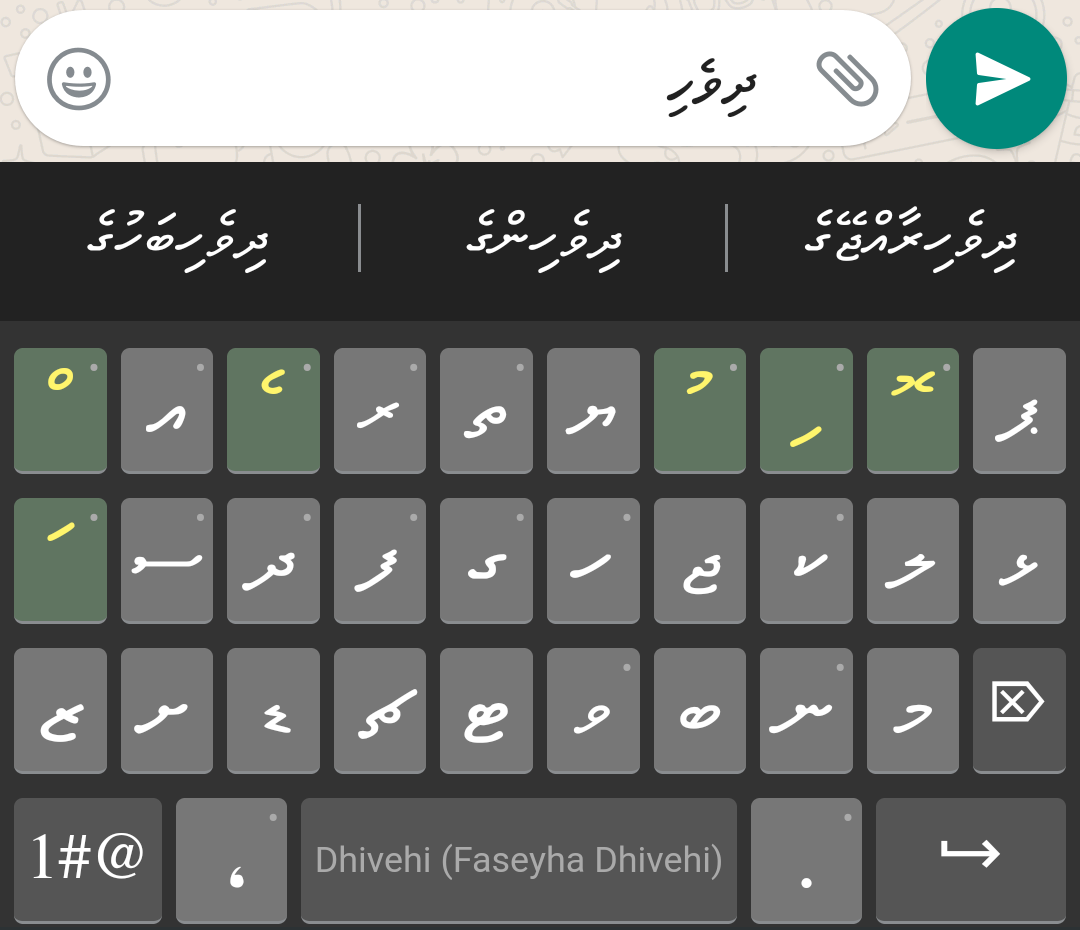 ދިވެހި
ދިވެހިރާއްޖޭގެ ދިވެހިންގެ ދިވެހިބަހުގެ
ް އ ެ ރ ތ ޔ ު ި ޮ ޕ
ަ ސ ދ ފ ގ ހ ޖ ކ ލ ޅ
ޒ ށ ޑ ޗ ޓ ވ ބ ނ މ
1#@ ، Dhivehi (Faseyha Dhivehi) .